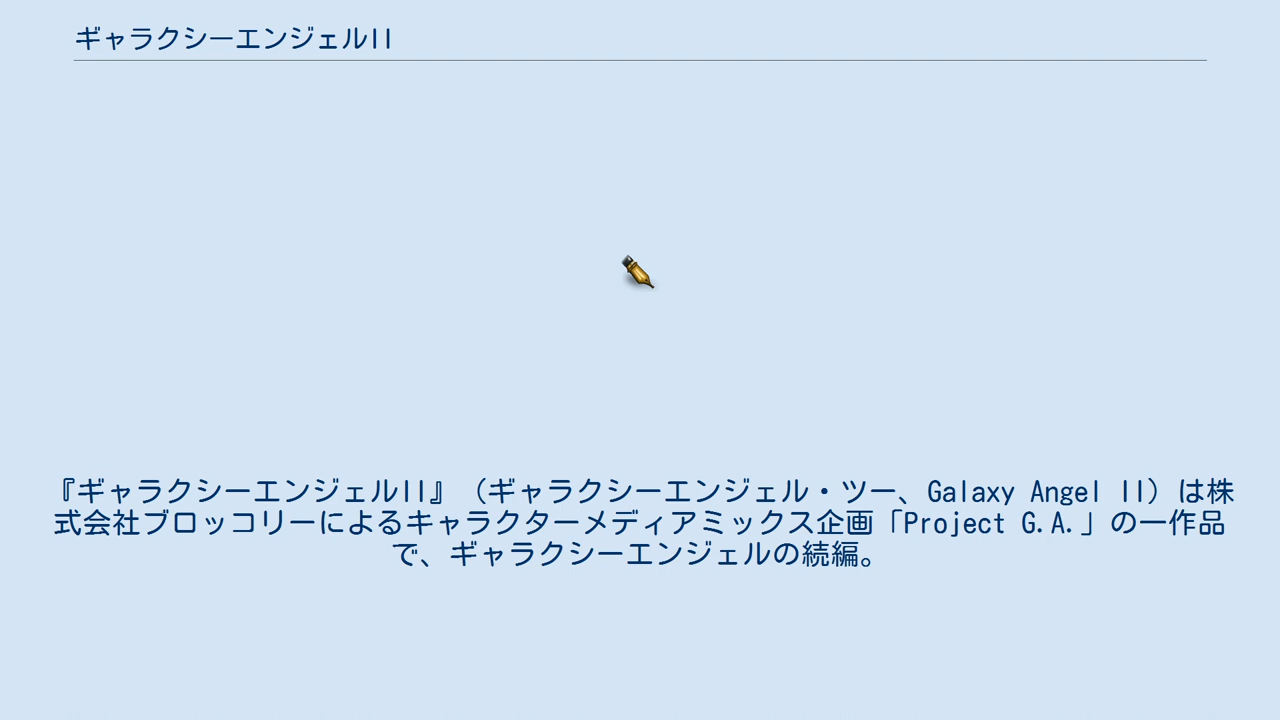 ギャラクシーエンジェルII
『ギャラクシーエンジェルII』（ギャラクシーエンジェル・ツー、Galaxy Angel II）は株
式会社ブロッコリーによるキャラクターメディアミックス企画「Project G.A.」の一作品
で、ギャラクシーエンジェルの続編。